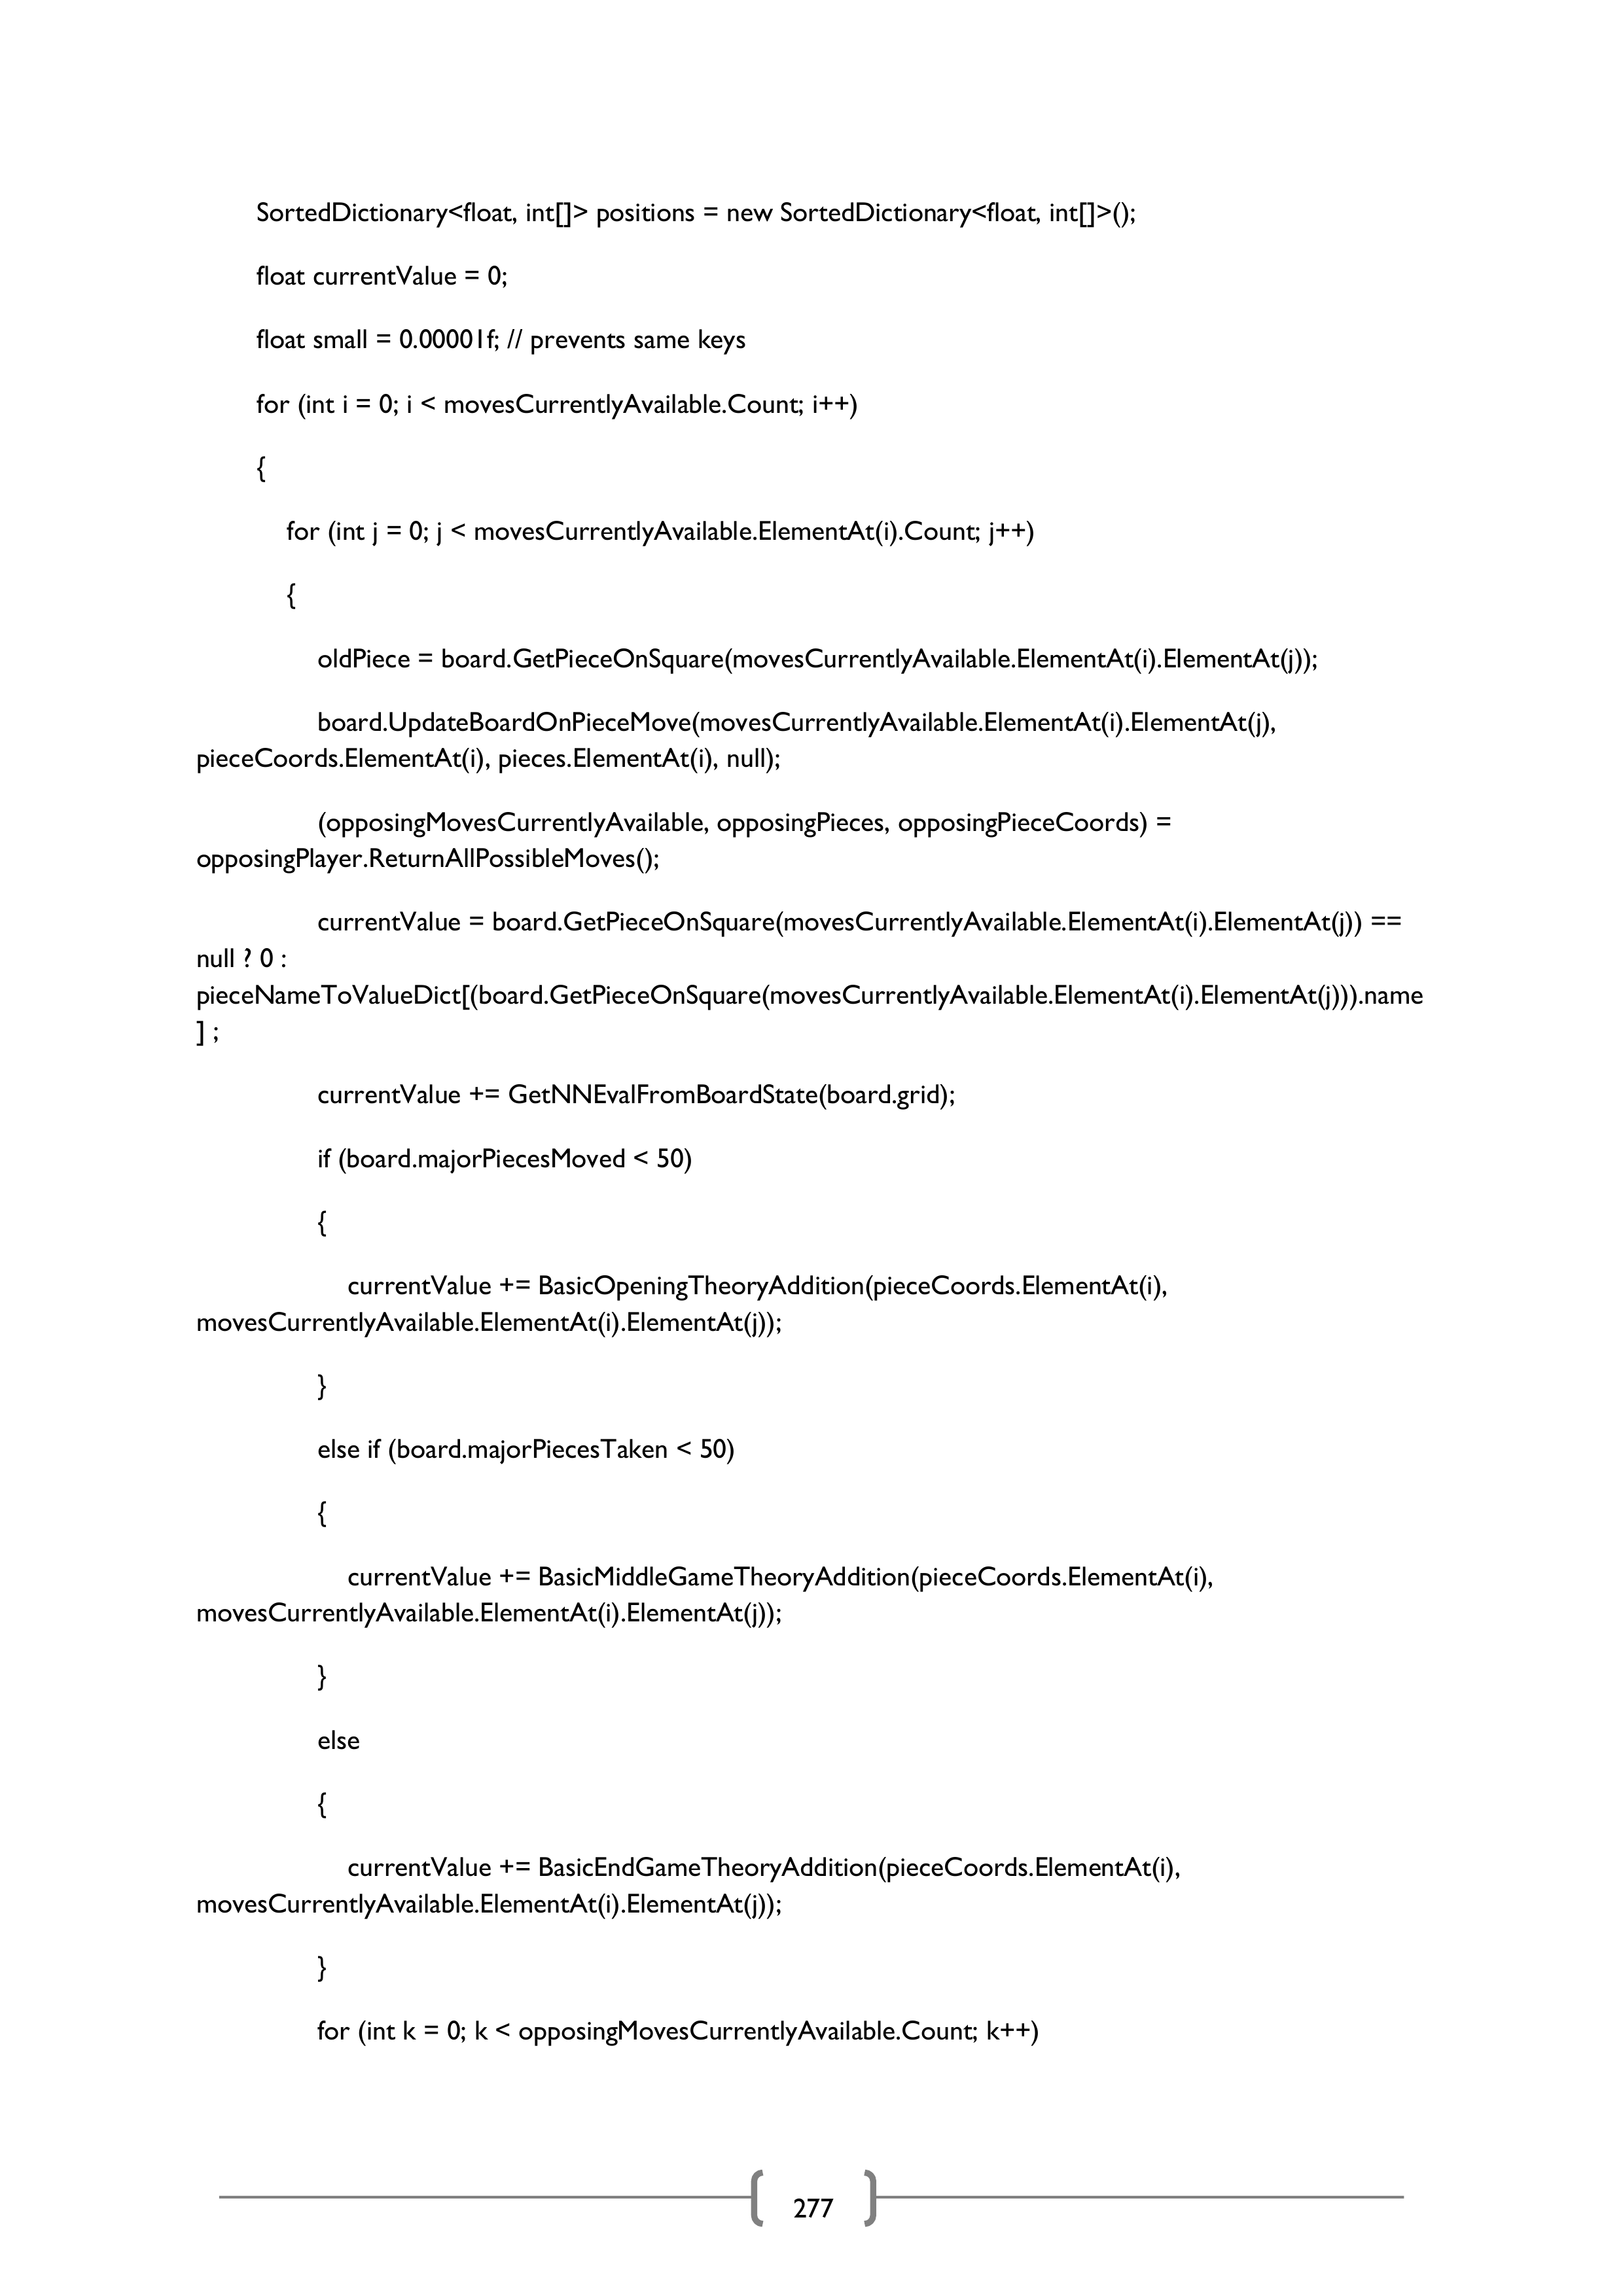 SortedDictionary<float, int[]> positions = new SortedDictionary<float, int[]>();
float currentValue = 0;
float small = 0.00001f; // prevents same keys
for (int i = 0; i < movesCurrentlyAvailable.Count; i++)
{
for (int j = 0; j < movesCurrentlyAvailable.ElementAt(i).Count; j++)
{
oldPiece = board.GetPieceOnSquare(movesCurrentlyAvailable.ElementAt(i).ElementAt(j));
board.UpdateBoardOnPieceMove(movesCurrentlyAvailable.ElementAt(i).ElementAt(j),
pieceCoords.ElementAt(i), pieces.ElementAt(i), null);
(opposingMovesCurrentlyAvailable, opposingPieces, opposingPieceCoords) =
opposingPlayer.ReturnAllPossibleMoves();
currentValue = board.GetPieceOnSquare(movesCurrentlyAvailable.ElementAt(i).ElementAt(j)) ==
null ? 0 :
pieceNameToValueDict[(board.GetPieceOnSquare(movesCurrentlyAvailable.ElementAt(i).ElementAt(j))).name
] ;
currentValue += GetNNEvalFromBoardState(board.grid);
if (board.majorPiecesMoved < 50)
{
currentValue += BasicOpeningTheoryAddition(pieceCoords.ElementAt(i),
movesCurrentlyAvailable.ElementAt(i).ElementAt(j));
}
else if (board.majorPiecesTaken < 50)
{
currentValue += BasicMiddleGameTheoryAddition(pieceCoords.ElementAt(i),
movesCurrentlyAvailable.ElementAt(i).ElementAt(j));
}
else
{
currentValue += BasicEndGameTheoryAddition(pieceCoords.ElementAt(i),
movesCurrentlyAvailable.ElementAt(i).ElementAt(j));
}
for (int k = 0; k < opposingMovesCurrentlyAvailable.Count; k++)
277